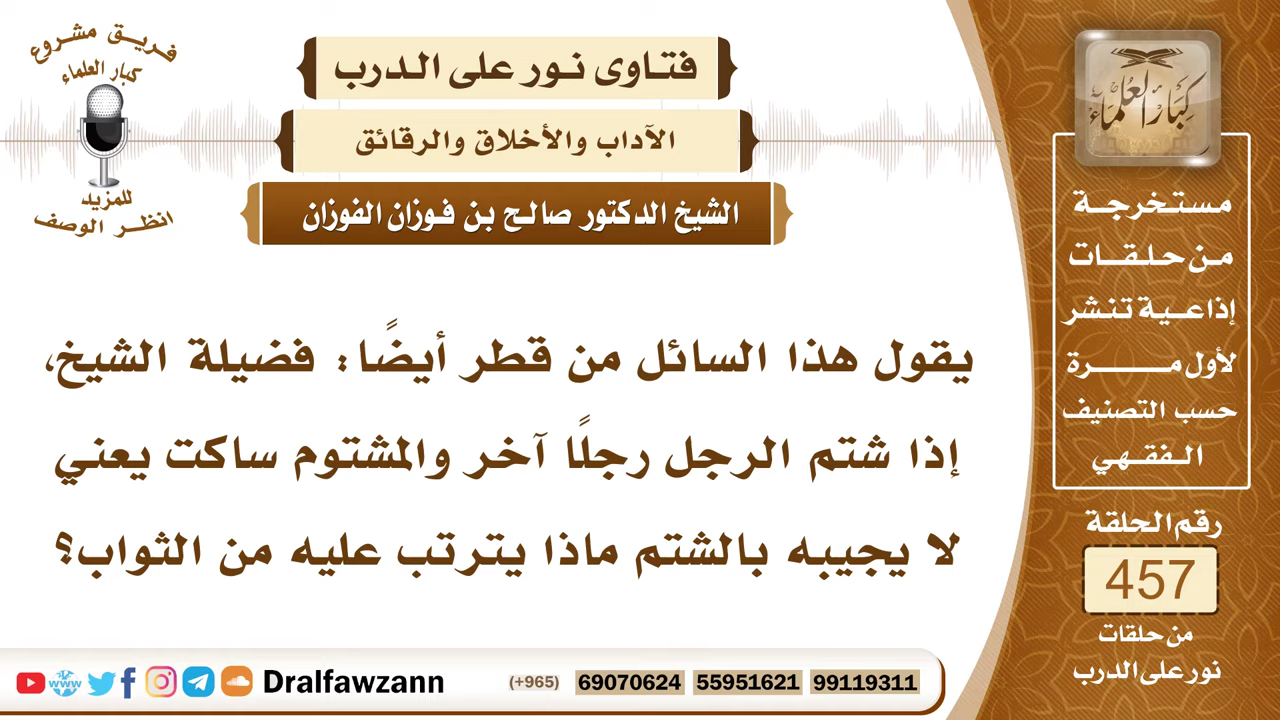 فريق مشروع
كبار العلماء
للمزيد
انظر الوصف
فتاوى نور على الدرب
الآداب والأخلاق والرقائق
الشيخ الدكتور صالح بن فوزان الفوزان
يقول هذا السائل من قطر أيضًا: فضيلة الشيخ،
إذا شتم الرجل رجلًا آخر والمشتوم ساكت يعني
لا يجيبه بالشتم ماذا يترتب عليه من الثواب؟
كبار العلماء
مستخرجة
من حلقات
إذاعية تنشر
لأول مرة
حسب التصنيف
الفقهي
رقم الحلقة
457
من حلقات
نور على الدرب
www
Dralfawzann
(+965) 69070624 55951621 99119311